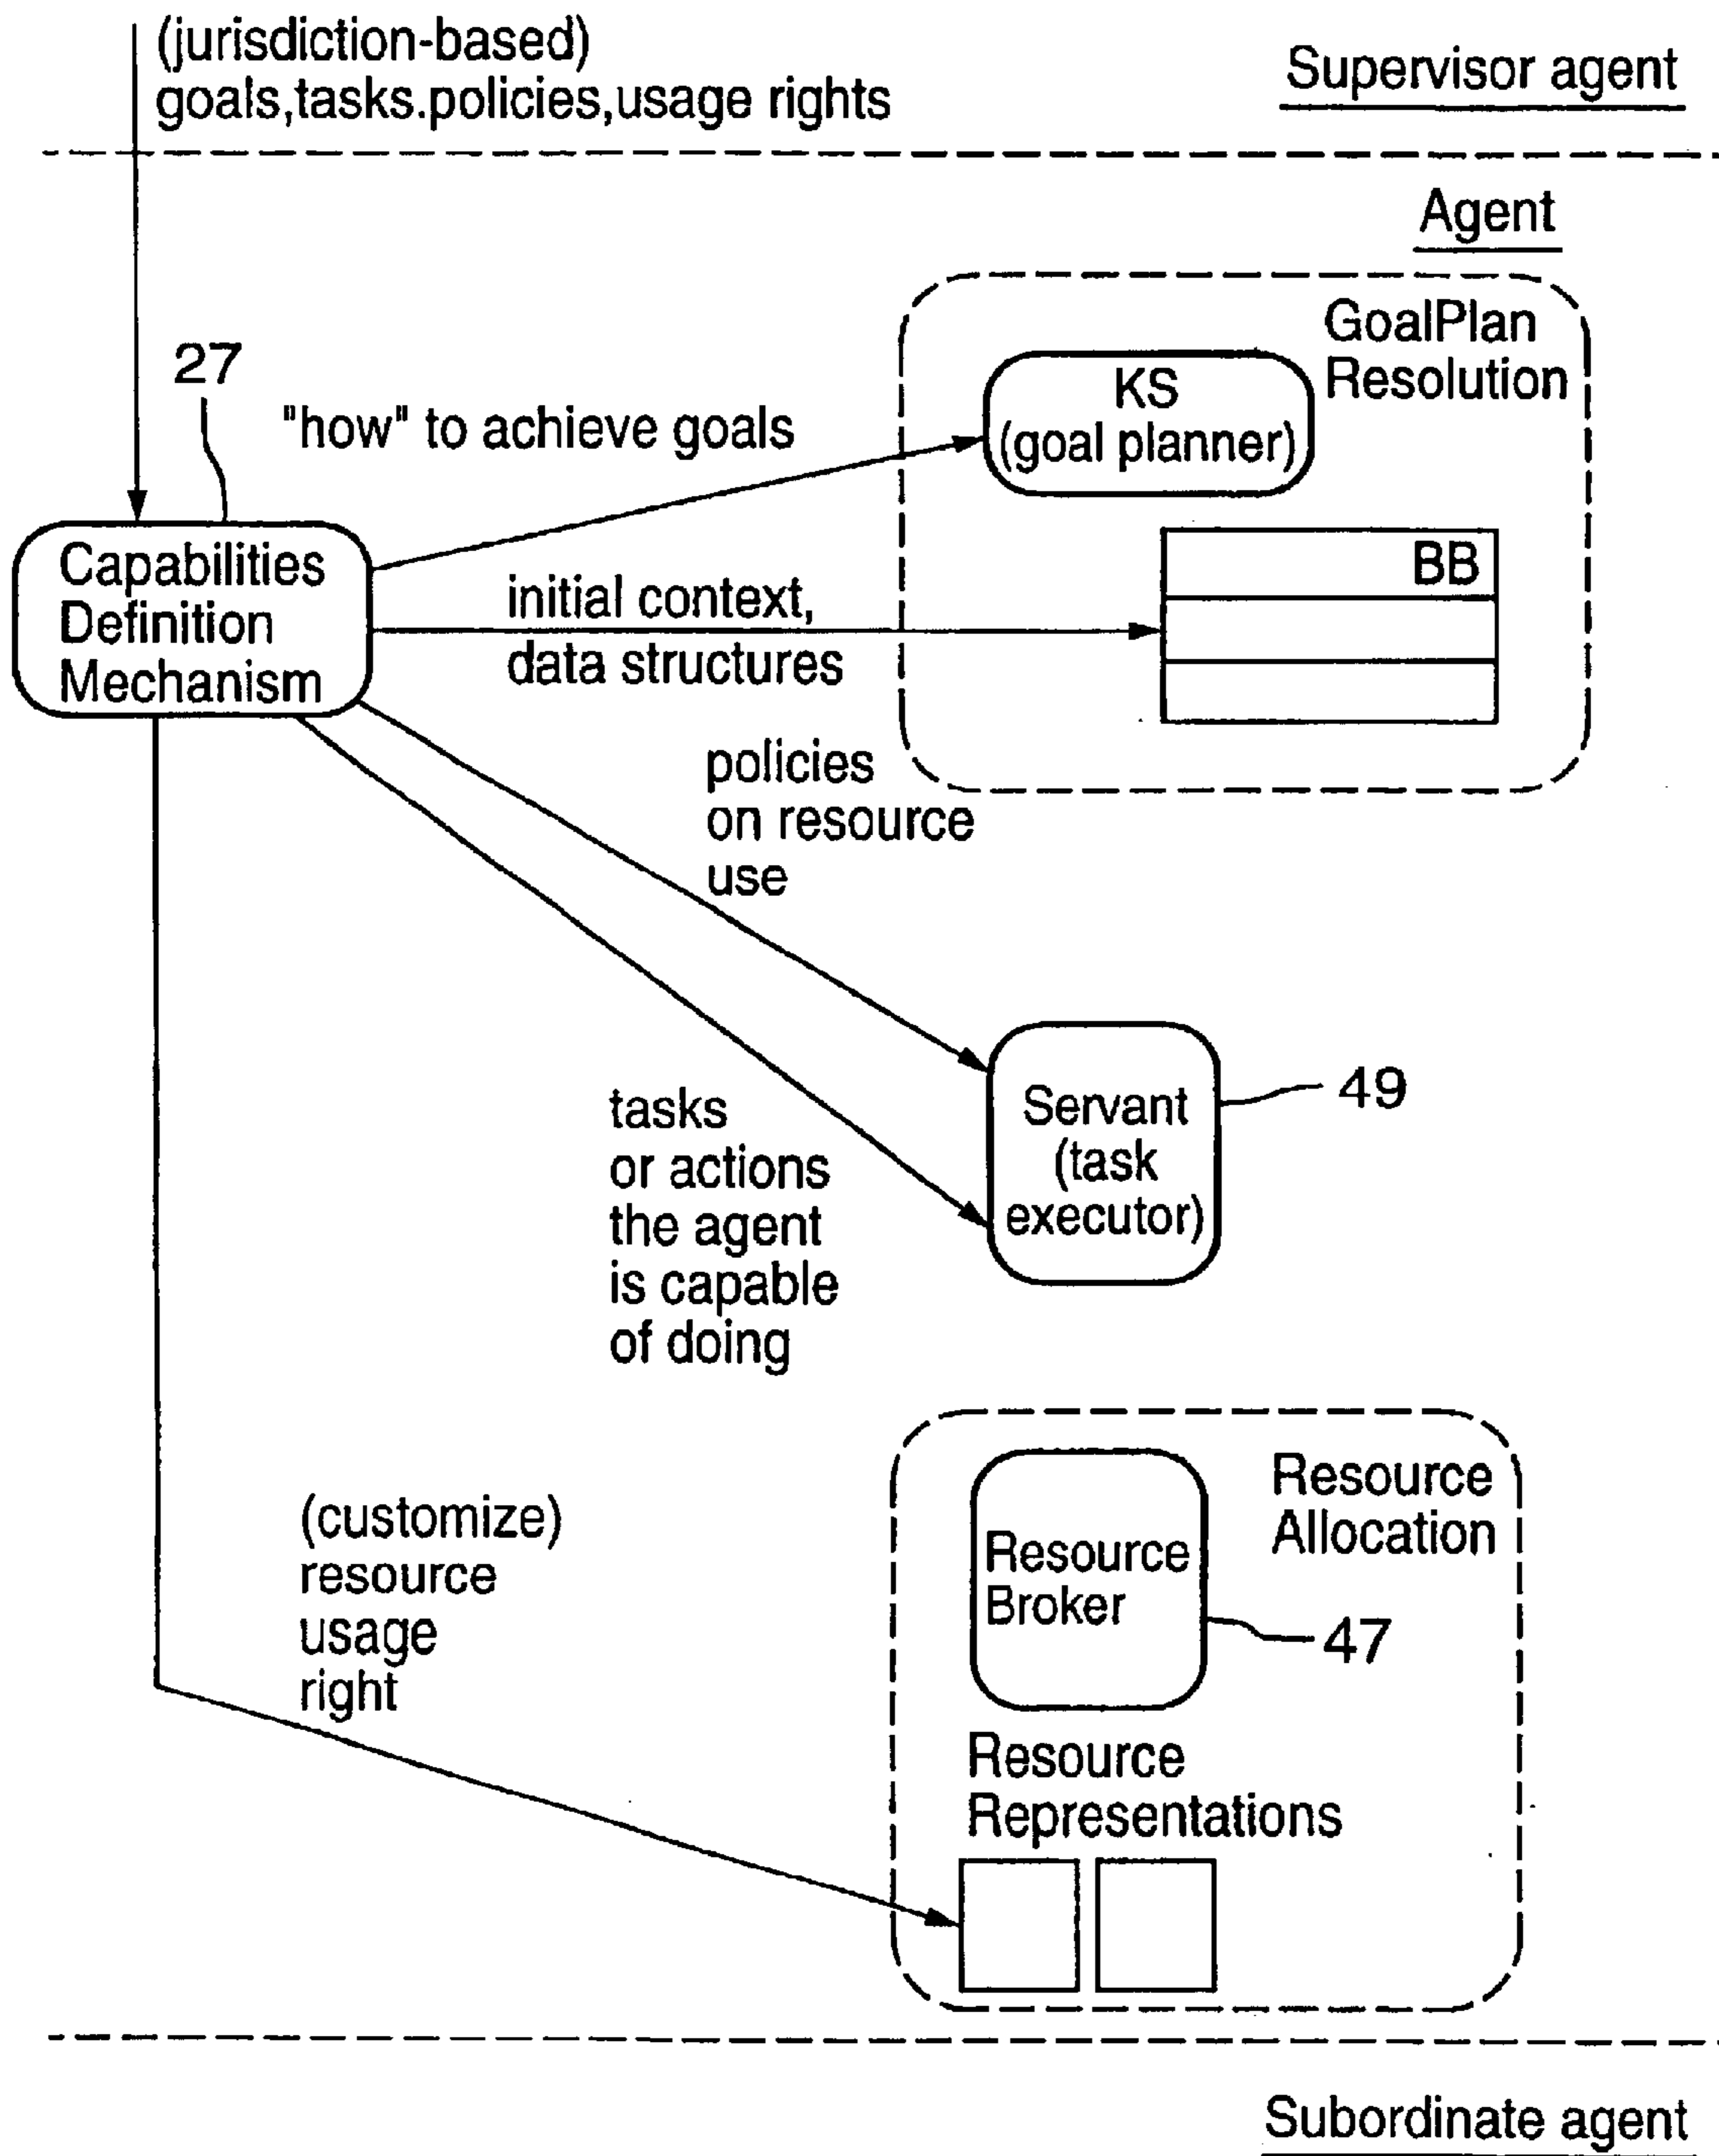 (jurisdiction-based)
goals,tasks.policies,usage rights
Supervisor agent
Agent
GoalPlan
Resolution
27
KS
(goal planner)
"how" to achieve goals
Capabilities
Definition
Mechanism
initial context,
data structures
BB
policies
on resource
use
Servant
(task
executor)
49
tasks
or actions
the agent
is capable
of doing
Resource
Allocation
Resource
Broker
47
(customize)
resource
usage
right
Resource
Representations
Subordinate agent